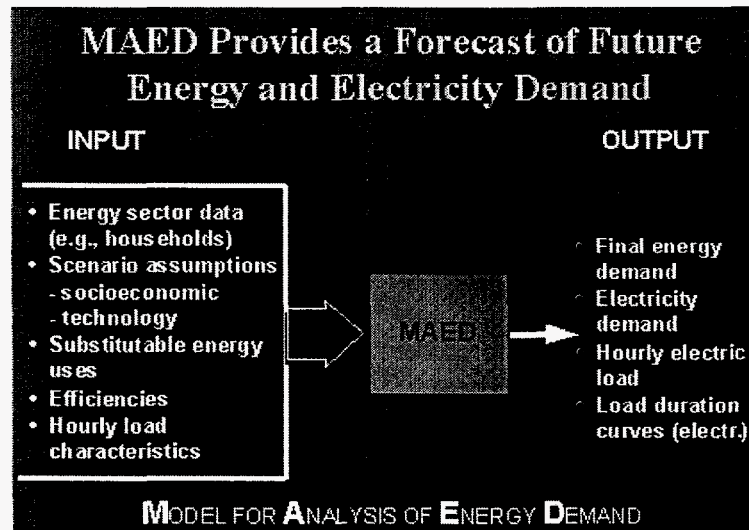 MAED Provides a Forecast of Future
Energy and Electricity Demand
INPUT
OUTPUT
• Energy sector data
(e.g., households)
• Scenario assumptions
- socioeconomic
- technology
• Substitutable energy
uses
• Efficiencies
• Hourly load
characteristics
MAED
◦ Final energy
demand
◦ Electricity
demand
◦ Hourly electric
load
◦ Load duration
curves (electr.)
MODEL FOR ANALYSIS OF ENERGY DEMAND